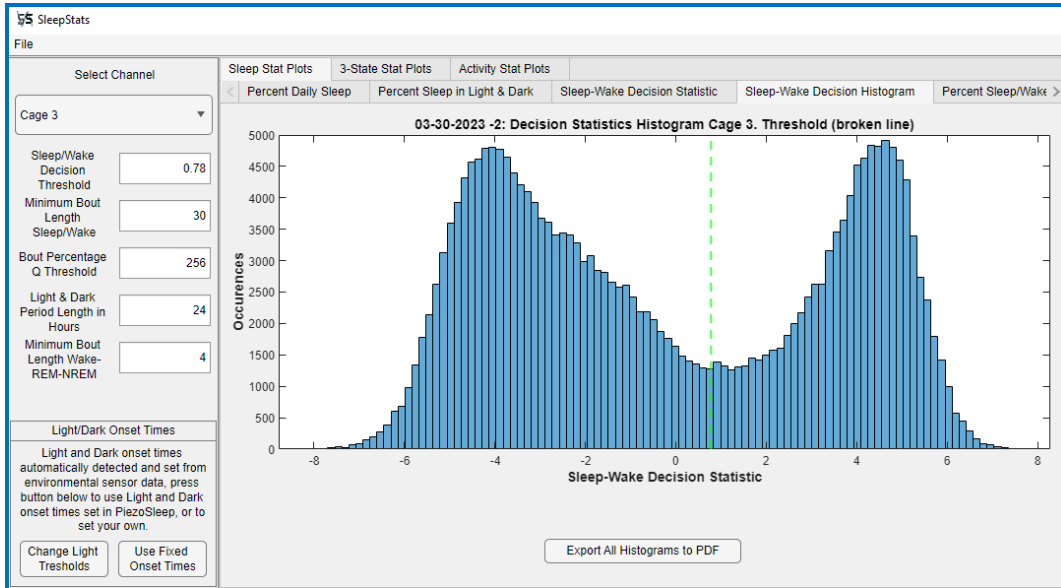 SleepStats
File
Select Channel
Cage 3
Sleep/Wake
Decision
Threshold
0.78
Minimum Bout
Length
Sleep/Wake
30
Bout Percentage
Q Threshold
256
Light & Dark
Period Length in
Hours
24
Minimum Bout
Length Wake-
REM-NREM
4
Light/Dark Onset Times
Light and Dark onset times
automatically detected and set from
environmental sensor data, press
button below to use Light and Dark
onset times set in PiezoSleep, or to
set your own.
Change Light
Tresholds
Use Fixed
Onset Times
Sleep Stat Plots
3-State Stat Plots
Activity Stat Plots
Percent Daily Sleep
Percent Sleep in Light & Dark
Sleep-Wake Decision Statistic
Sleep-Wake Decision Histogram
Percent Sleep/Wake
03-30-2023 -2: Decision Statistics Histogram Cage 3. Threshold (broken line)
5000
4500
4000
3500
3000
2500
2000
1500
1000
500
0
Occurences
-8 -6 -4 -2 0 2 4 6 8
Sleep-Wake Decision Statistic
Export All Histograms to PDF